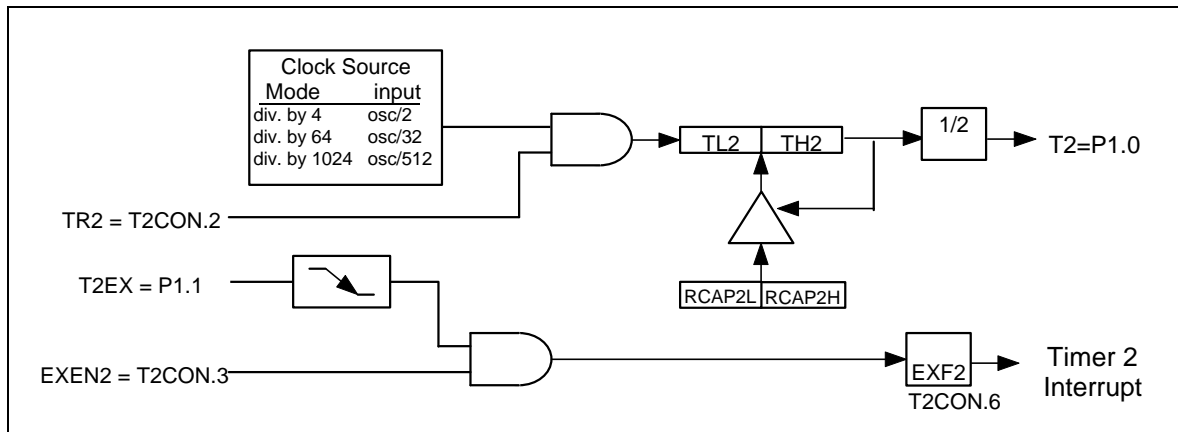 Clock Source
Mode input
div. by 4 osc/2
div. by 64 osc/32
div. by 1024 osc/512
TL2 TH2
1/2
T2=P1.0
TR2 = T2CON.2
T2EX = P1.1
RCAP2L RCAP2H
EXEN2 = T2CON.3
EXF2
T2CON.6
Timer 2
Interrupt